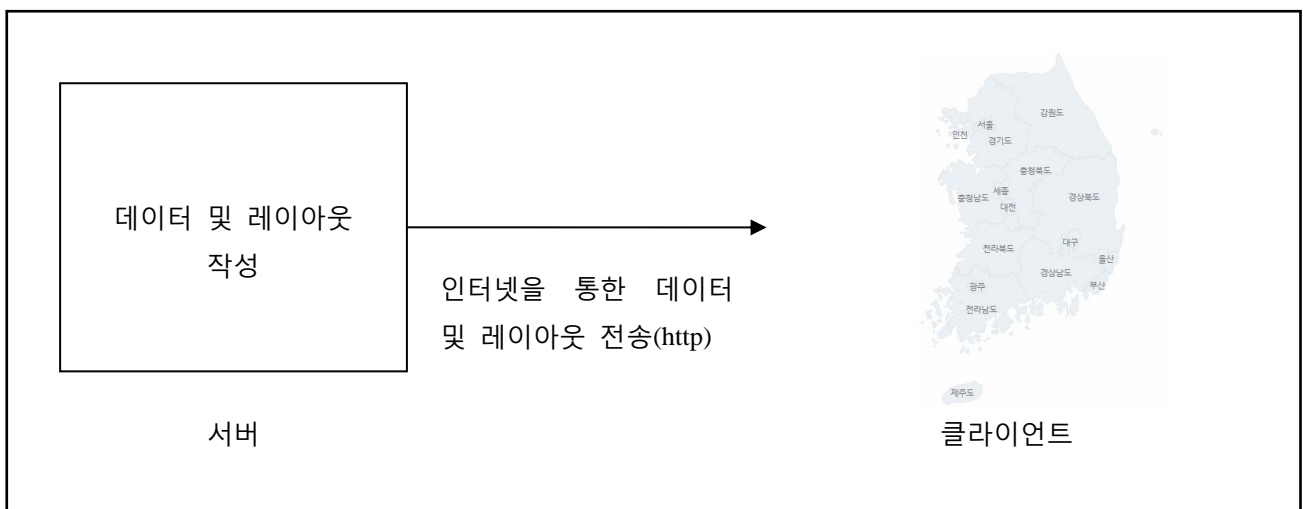 데이터 및 레이아웃
작성
서버
인터넷을 통한 데이터
및 레이아웃 전송(http)
강원도
서울
인천
경기도
충청북도
충청남도
세종
대전
경상북도
전라북도
대구
울산
경상남도
부산
광주
전라남도
제주도
클라이언트